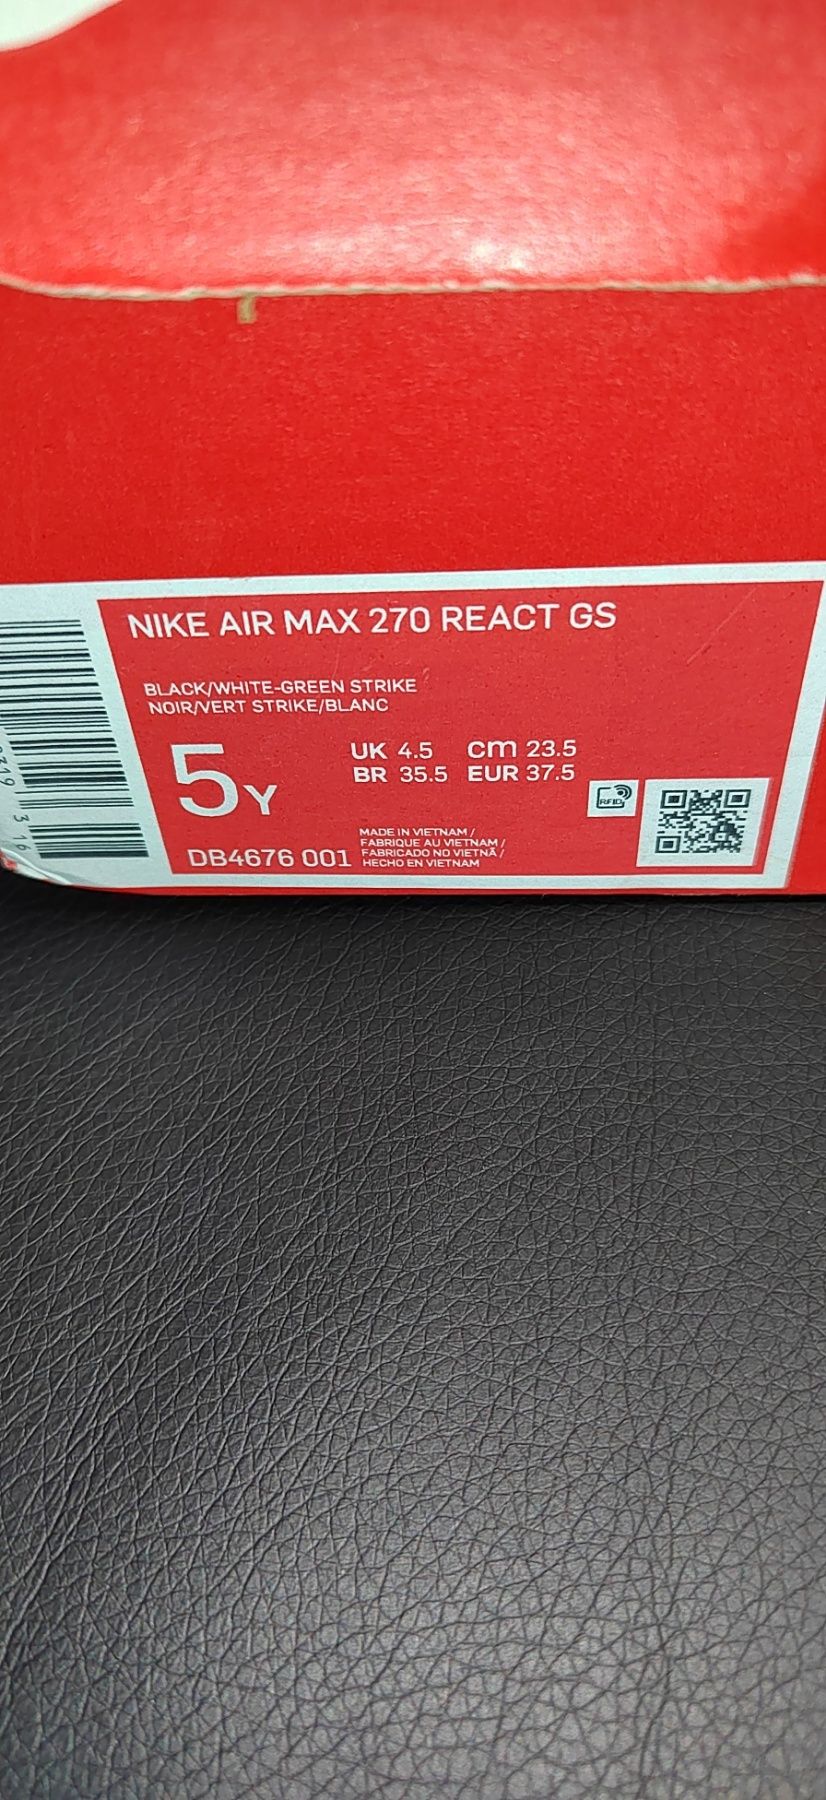 NIKE AIR MAX 270 REACT GS
BLACK/WHITE-GREEN STRIKE
NOIR/VERT STRIKE/BLANC
5Y
UK 4.5 cm 23.5
BR 35.5 EUR 37.5
RFID
DB4676 001
MADE IN VIETNAM /
FABRIQUE AU VIETNAM /
FABRICADO NO VIETNÃ /
HECHO EN VIETNAM